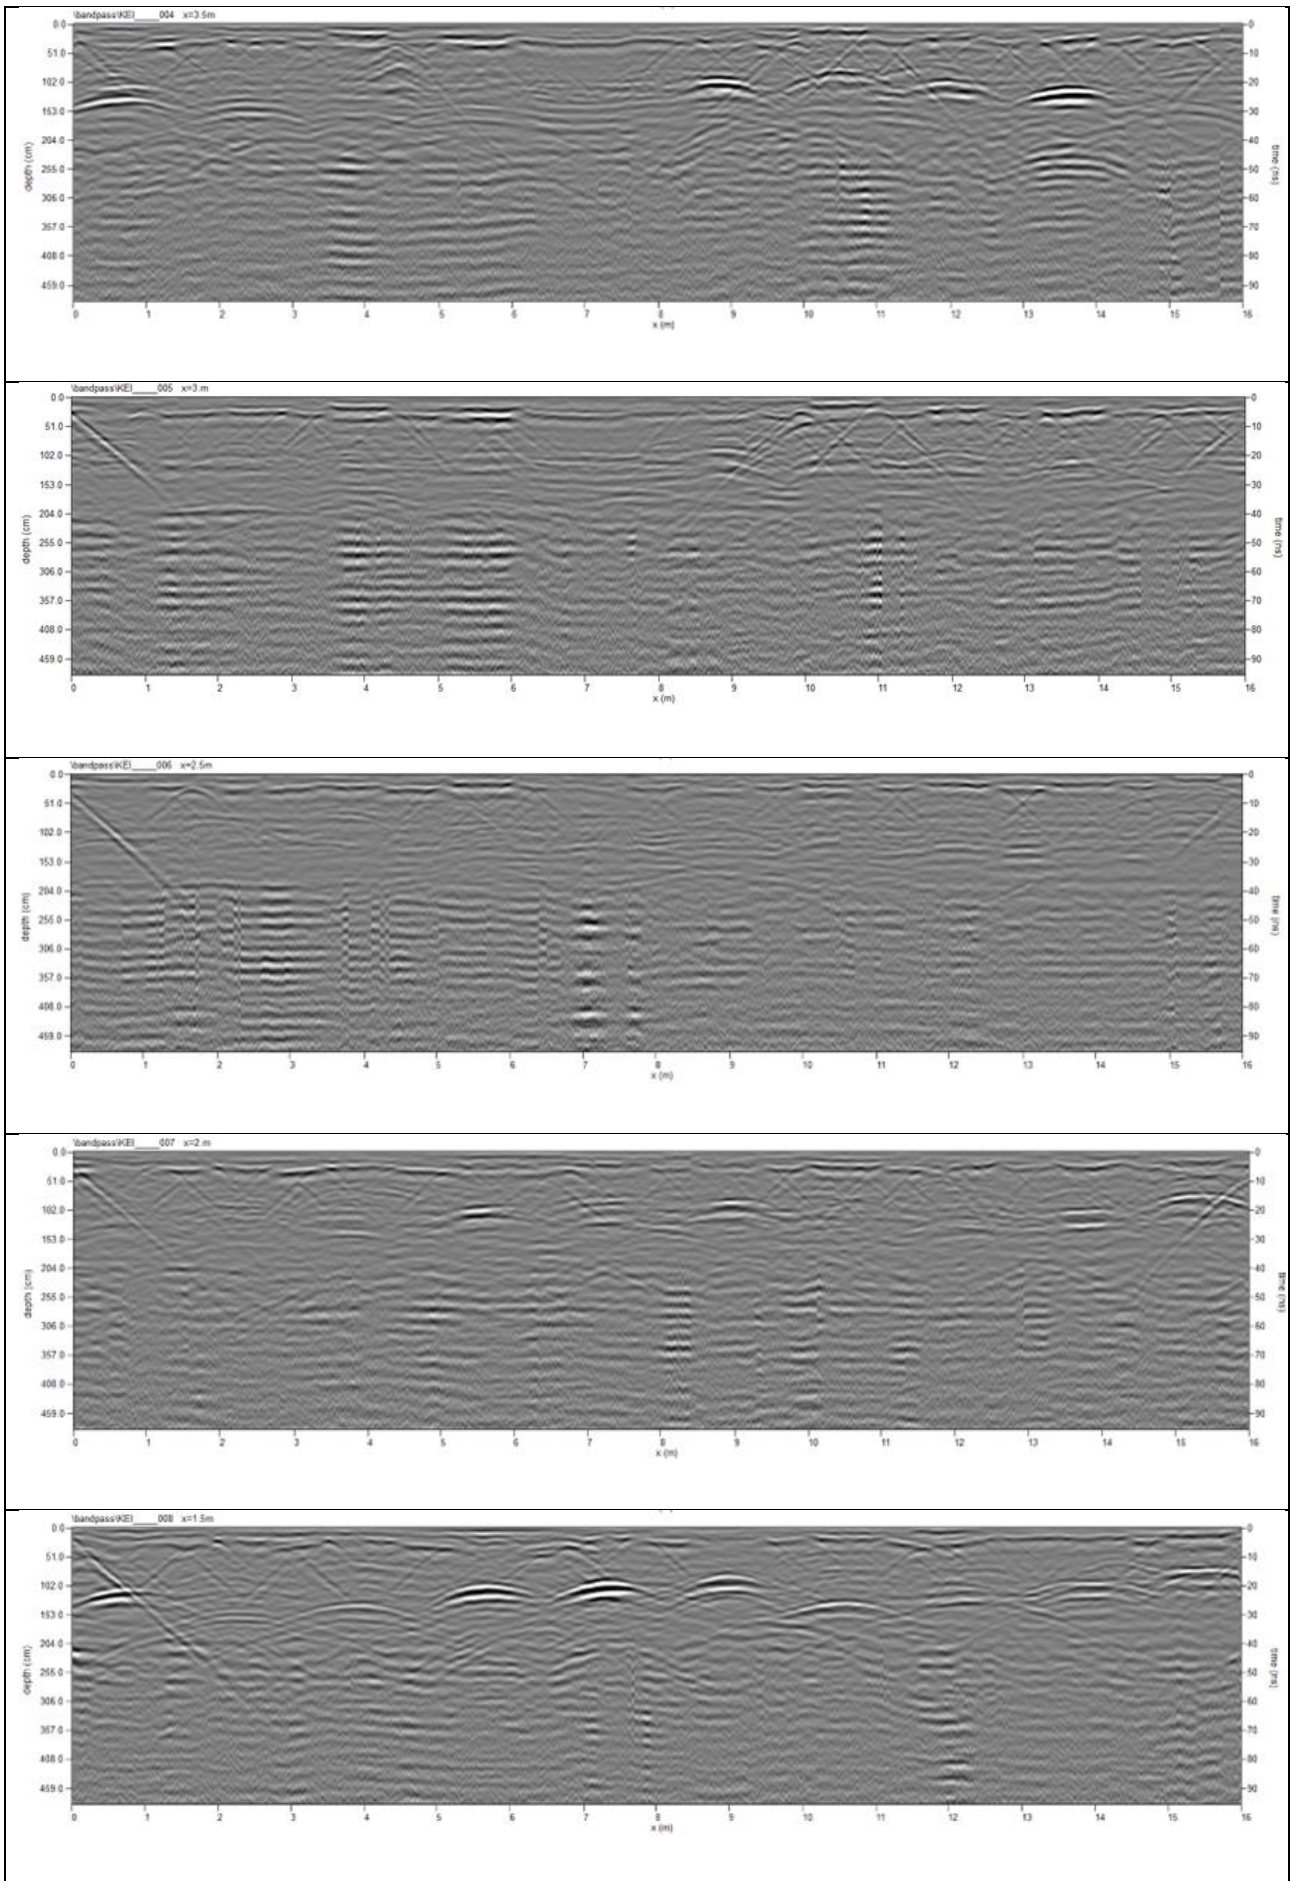 \bandpass\KEI____004 x=3.5m
0.0 51.0 102.0 153.0 204.0 255.0 306.0 357.0 408.0 459.0
depth (cm)
0 10 20 30 40 50 60 70 80 90
time (ns)
0 1 2 3 4 5 6 7 8 9 10 11 12 13 14 15 16
x (m)
\bandpass\KEI____005 x=3.m
0.0 51.0 102.0 153.0 204.0 255.0 306.0 357.0 408.0 459.0
depth (cm)
0 10 20 30 40 50 60 70 80 90
time (ns)
0 1 2 3 4 5 6 7 8 9 10 11 12 13 14 15 16
x (m)
\bandpass\KEI____006 x=2.5m
0.0 51.0 102.0 153.0 204.0 255.0 306.0 357.0 408.0 459.0
depth (cm)
0 10 20 30 40 50 60 70 80 90
time (ns)
0 1 2 3 4 5 6 7 8 9 10 11 12 13 14 15 16
x (m)
\bandpass\KEI____007 x=2.m
0.0 51.0 102.0 153.0 204.0 255.0 306.0 357.0 408.0 459.0
depth (cm)
0 10 20 30 40 50 60 70 80 90
time (ns)
0 1 2 3 4 5 6 7 8 9 10 11 12 13 14 15 16
x (m)
\bandpass\KEI____008 x=1.5m
0.0 51.0 102.0 153.0 204.0 255.0 306.0 357.0 408.0 459.0
depth (cm)
0 10 20 30 40 50 60 70 80 90
time (ns)
0 1 2 3 4 5 6 7 8 9 10 11 12 13 14 15 16
x (m)